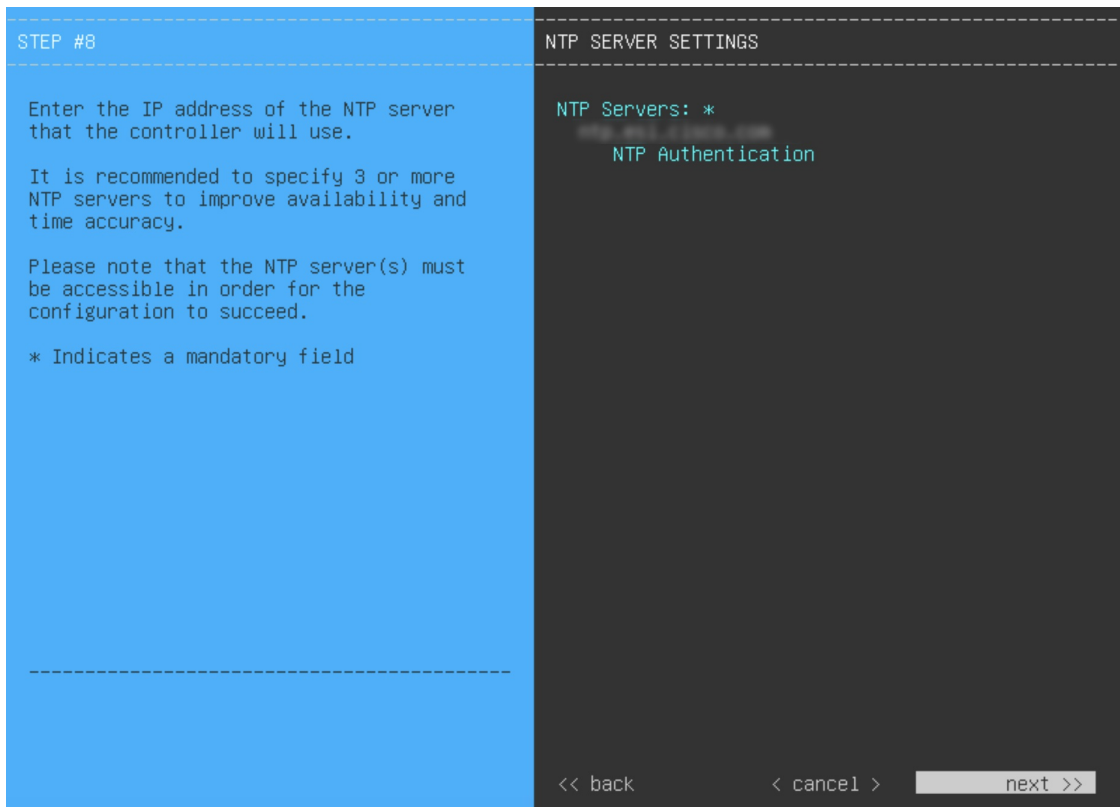 STEP #8
Enter the IP address of the NTP server
that the controller will use.
It is recommended to specify 3 or more
NTP servers to improve availability and
time accuracy.
Please note that the NTP server(s) must
be accessible in order for the
configuration to succeed.
* Indicates a mandatory field
NTP SERVER SETTINGS
NTP Servers: *
NTP Authentication
<< back
< cancel >
next >>